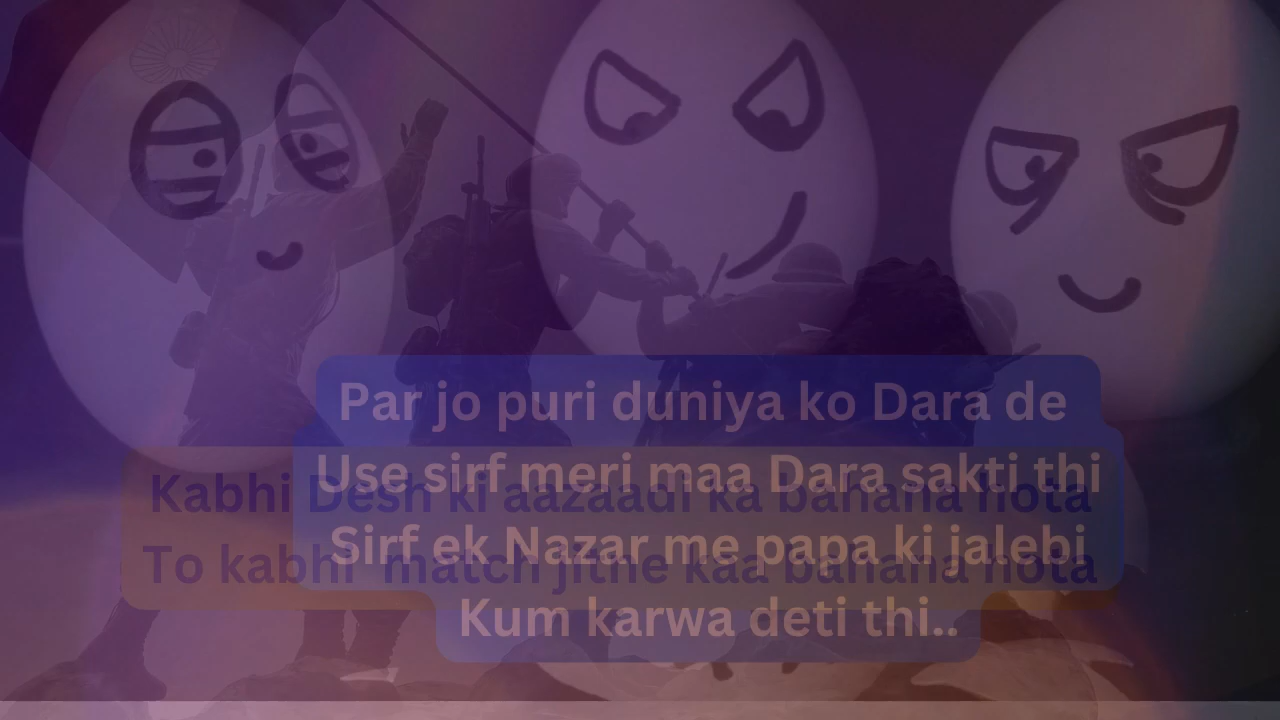 Par jo puri duniya ko Dara de
Use sirf meri maa Dara sakti thi
Kabhi Desh ki aazaadi ka bahana hota
Sirf ek Nazar me papa ki jalebi
To kabhi match jitne kaa bahana hota
Kum karwa deti thi..